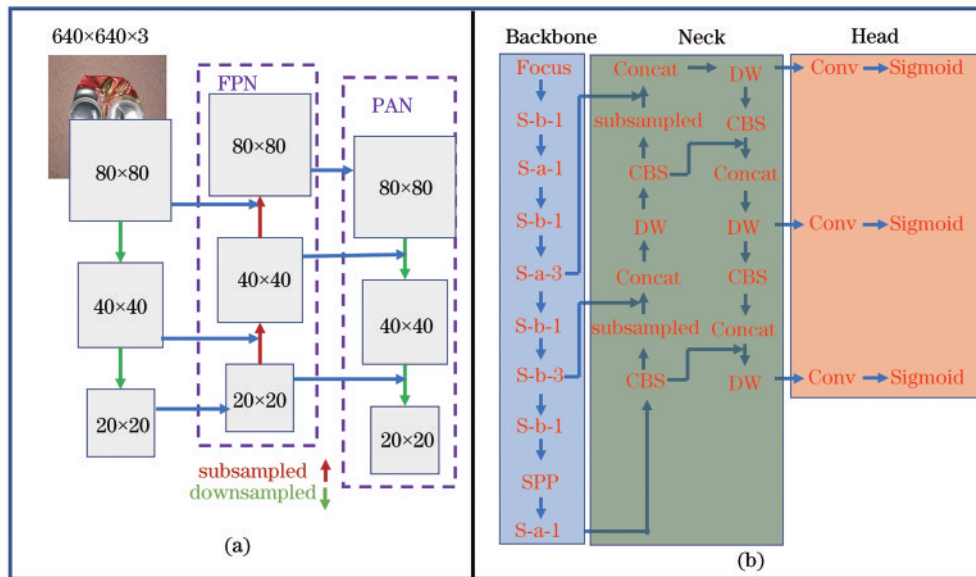 640×640×3
80×80
40×40
20×20
FPN
80×80
40×40
20×20
PAN
80×80
40×40
20×20
subsampled
downsampled
(a)
Backbone
Focus
S-b-1
S-a-1
S-b-1
S-a-3
S-b-1
S-b-3
S-b-1
SPP
S-a-1
Neck
Concat
subsampled
CBS
DW
Concat
subsampled
CBS
DW
CBS
Concat
DW
CBS
Concat
DW
Head
Conv
Sigmoid
Conv
Sigmoid
Conv
Sigmoid
(b)